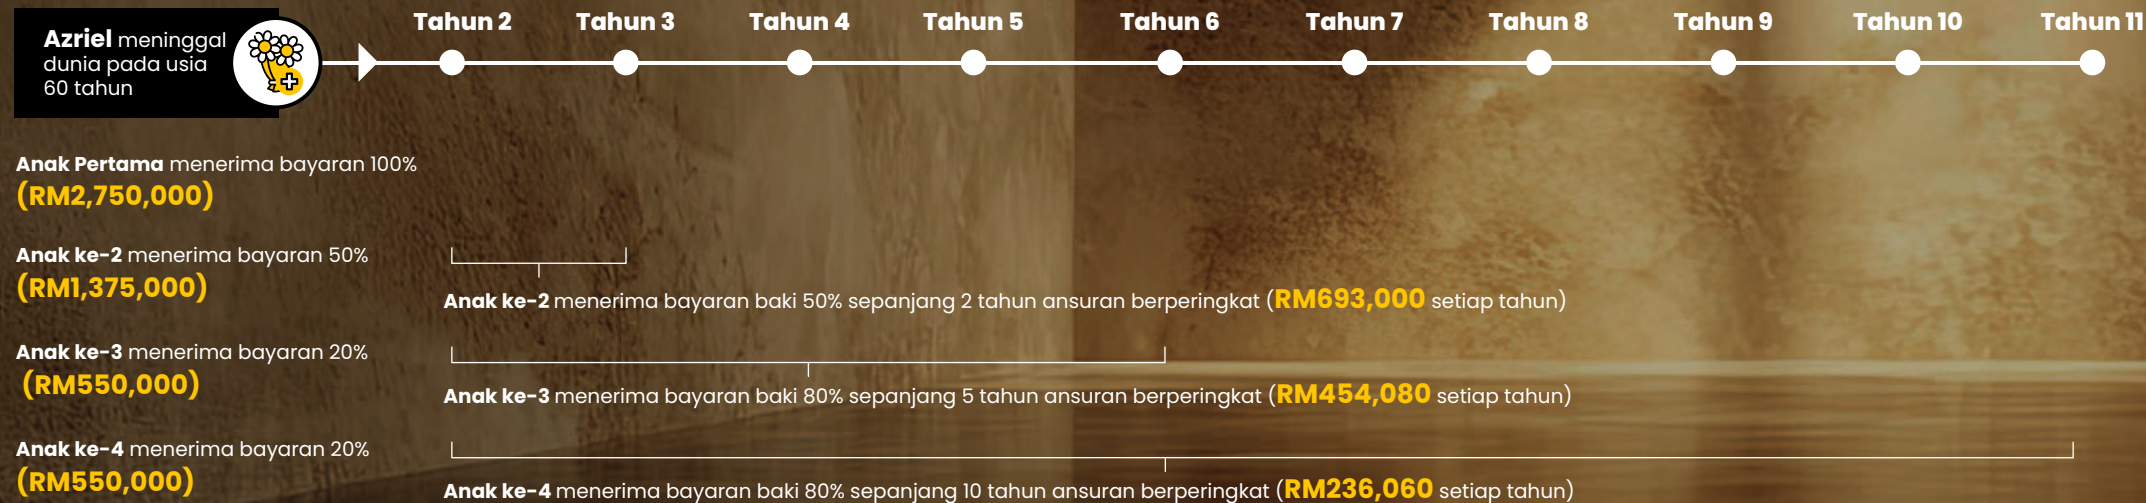 Azriel meninggal
dunia pada usia
60 tahun
Tahun 2
Tahun 3
Tahun 4
Tahun 5
Tahun 6
Tahun 7
Tahun 8
Tahun 9
Tahun 10
Tahun 11
Anak Pertama menerima bayaran 100%
(RM2,750,000)
Anak ke-2 menerima bayaran 50%
(RM1,375,000)
Anak ke-2 menerima bayaran baki 50% sepanjang 2 tahun ansuran berperingkat (RM693,000 setiap tahun)
Anak ke-3 menerima bayaran 20%
(RM550,000)
Anak ke-3 menerima bayaran baki 80% sepanjang 5 tahun ansuran berperingkat (RM454,080 setiap tahun)
Anak ke-4 menerima bayaran 20%
(RM550,000)
Anak ke-4 menerima bayaran baki 80% sepanjang 10 tahun ansuran berperingkat (RM236,060 setiap tahun)